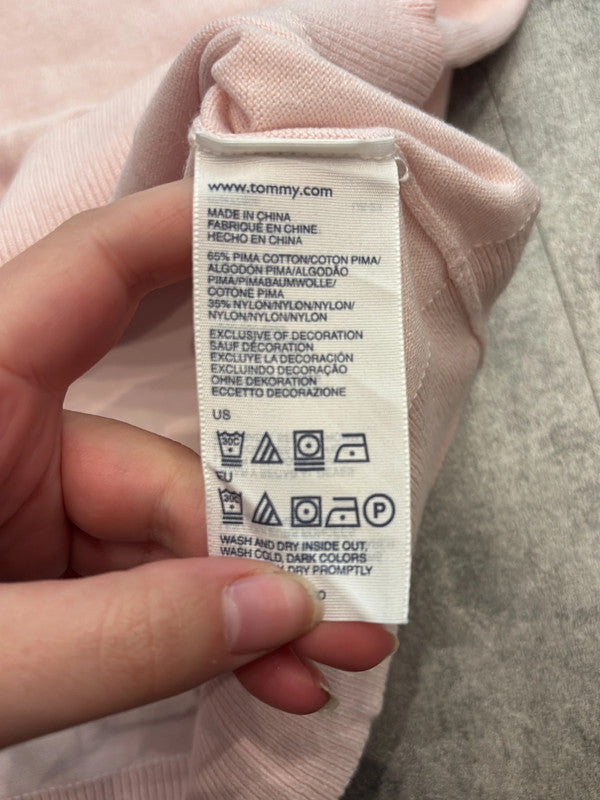 www.tommy.com
MADE IN CHINA
FABRIQUÉ EN CHINE
HECHO EN CHINA
65% PIMA COTTON/COTON PIMA/
ALGODÓN PIMA/ALGODÃO
PIMA/PIMABAUMWOLLE/
COTONE PIMA
35% NYLON/NYLON/NYLON/
NYLON/NYLON/NYLON
EXCLUSIVE OF DECORATION
SAUF DÉCORATION
EXCLUYE LA DECORACIÓN
EXCLUINDO DECORAÇÃO
OHNE DEKORATION
ECCETTO DECORAZIONE
US
30C
EU
30C P
WASH AND DRY INSIDE OUT,
WASH COLD, DARK COLORS
DRY PROMPTLY